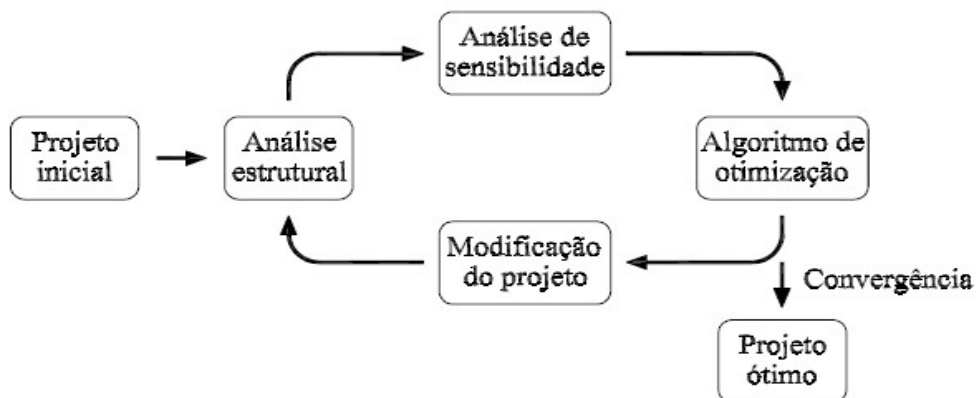 Análise de
sensibilidade
Projeto
inicial
Análise
estrutural
Algoritmo de
otimização
Modificação
do projeto
Convergência
Projeto
ótimo